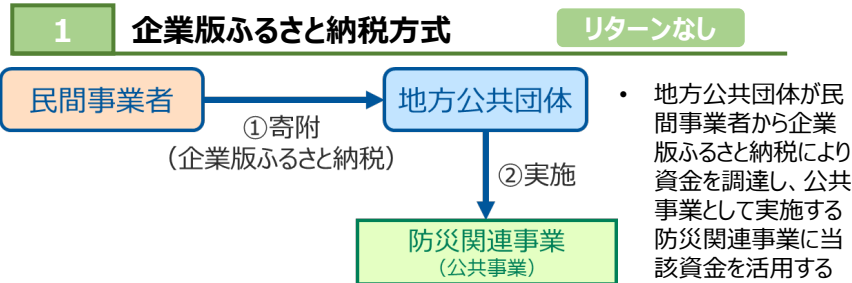 1 企業版ふるさと納税方式 リターンなし
民間事業者
地方公共団体
①寄附
(企業版ふるさと納税)
②実施
防災関連事業
(公共事業)
• 地方公共団体が民
間事業者から企業
版ふるさと納税により
資金を調達し、公共
事業として実施する
防災関連事業に当
該資金を活用する